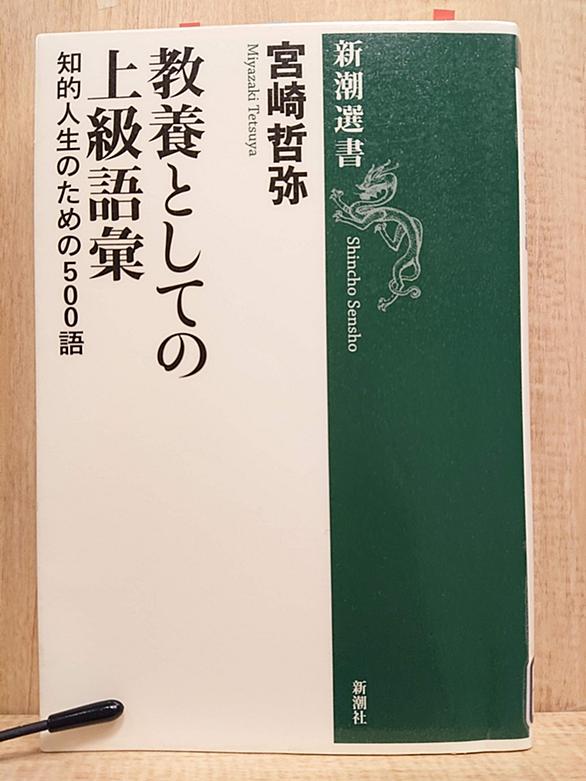 新潮選書
Shincho Sensho
宮崎哲弥
Miyazaki Tetsuya
教養としての
上級語彙
知的人生のための500語
新潮社